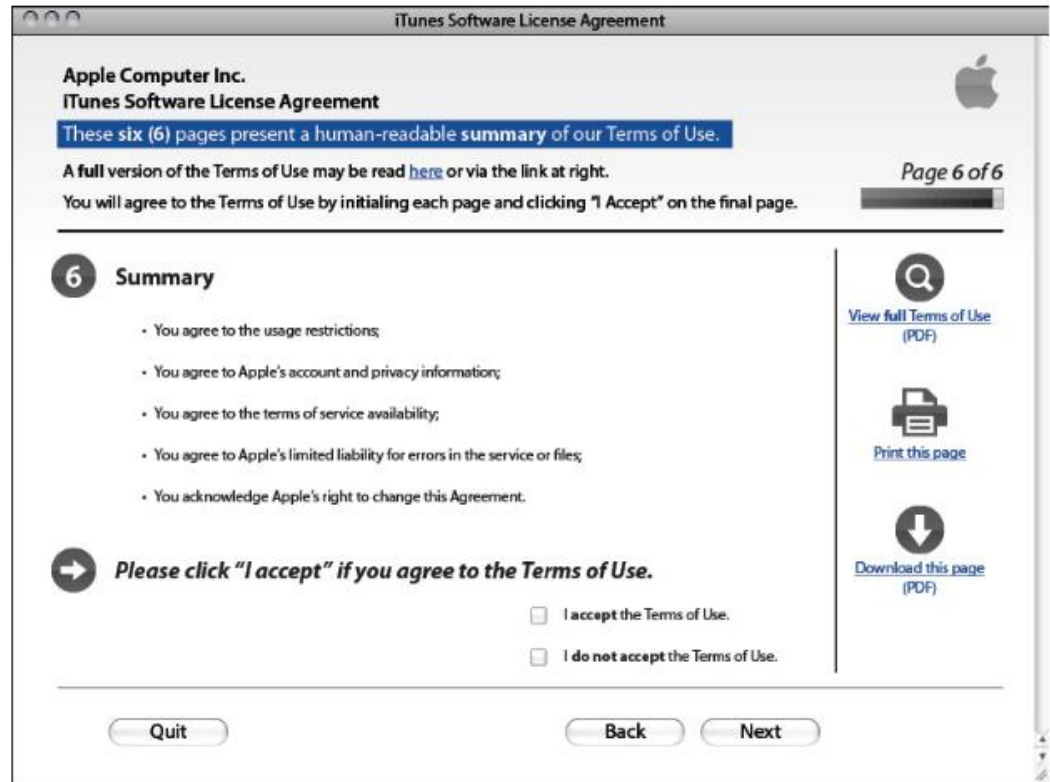 iTunes Software License Agreement
Apple Computer Inc.
iTunes Software License Agreement
These six (6) pages present a human-readable summary of our Terms of Use.
A full version of the Terms of Use may be read here or via the link at right.
You will agree to the Terms of Use by initialing each page and clicking "I Accept" on the final page.
Page 6 of 6
6 Summary
• You agree to the usage restrictions;
• You agree to Apple's account and privacy information;
• You agree to the terms of service availability;
• You agree to Apple's limited liability for errors in the service or files;
• You acknowledge Apple's right to change this Agreement.
Please click "I accept" if you agree to the Terms of Use.
I accept the Terms of Use.
I do not accept the Terms of Use.
View full Terms of Use
(PDF)
Print this page
Download this page
(PDF)
Quit
Back
Next